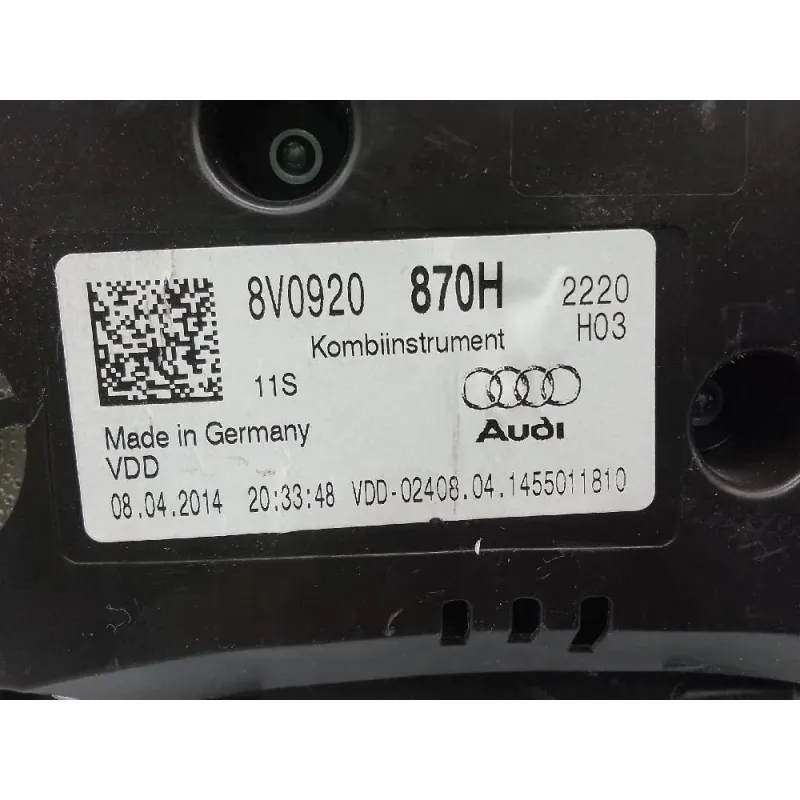 8V0920 870H 2220
Kombiinstrument H03
11S
Audi
Made in Germany
VDD
08.04.2014 20:33:48 VDD-02408.04.1455011810